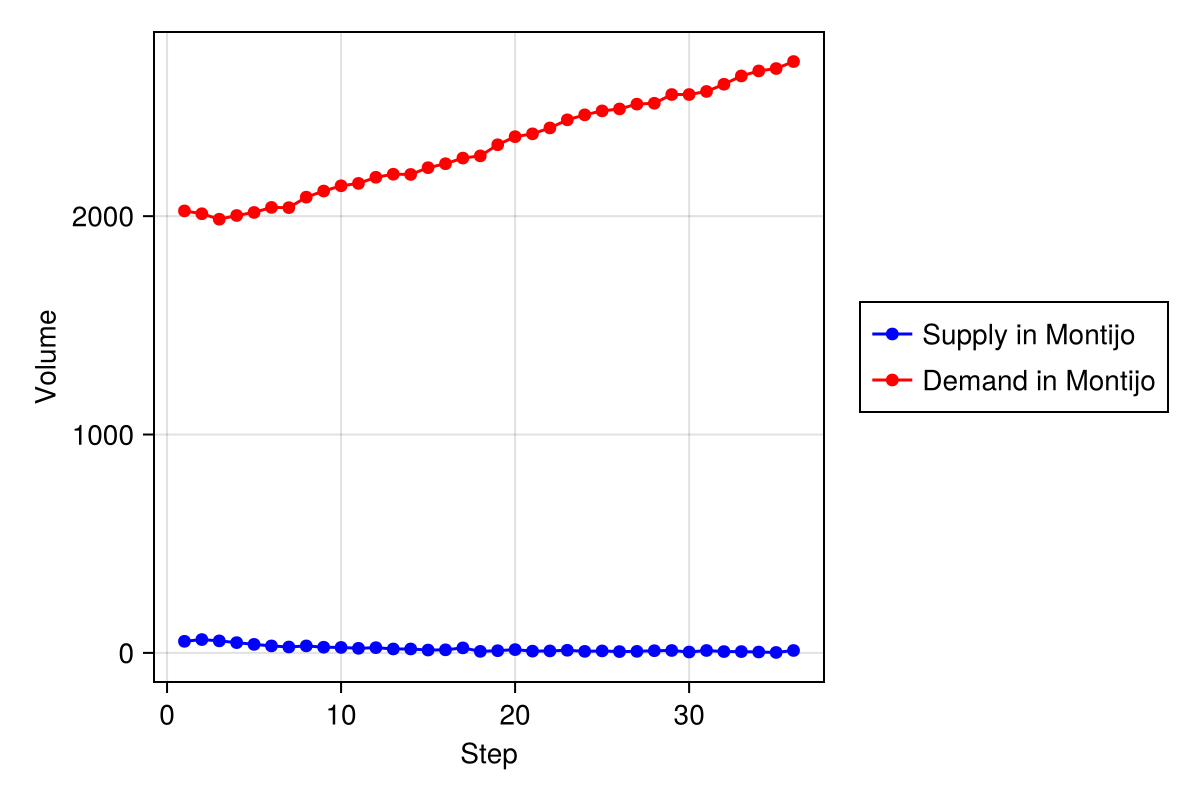 2000
1000
0
Volume
0 10 20 30
Step
Supply in Montijo
Demand in Montijo